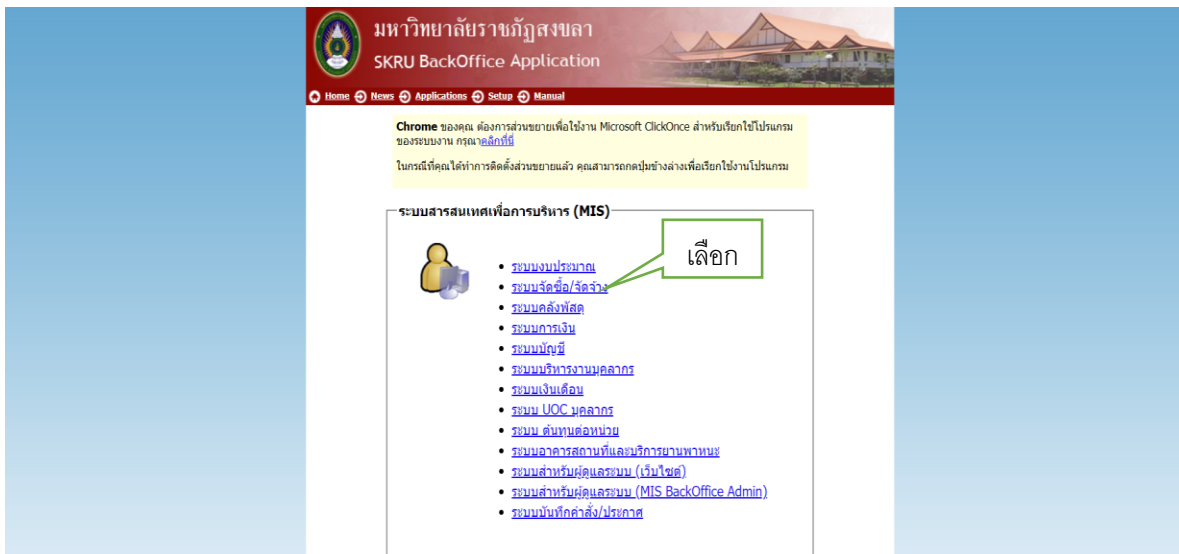 มหาวิทยาลัยราชภัฏสงขลา
SKRU BackOffice Application
Home News Applications Setup Manual
Chrome ของคุณ ต้องการส่วนขยายเพื่อใช้งาน Microsoft ClickOnce สำหรับเรียกใช้โปรแกรม
ของระบบงาน กรุณาคลิกที่นี่
ในกรณีที่คุณได้ทำการติดตั้งส่วนขยายแล้ว คุณสามารถกดปุ่มข้างล่างเพื่อเรียกใช้งานโปรแกรม
ระบบสารสนเทศเพื่อการบริหาร (MIS)
เลือก
ระบบงบประมาณ
ระบบจัดซื้อ/จัดจ้าง
ระบบคลังพัสดุ
ระบบการเงิน
ระบบบัญชี
ระบบบริหารงานบุคลากร
ระบบเงินเดือน
ระบบ UOC บุคลากร
ระบบ ต้นทุนต่อหน่วย
ระบบอาคารสถานที่และบริการยานพาหนะ
ระบบสำหรับผู้ดูแลระบบ (เว็บไซต์)
ระบบสำหรับผู้ดูแลระบบ (MIS BackOffice Admin)
ระบบบันทึกคำสั่ง/ประกาศ